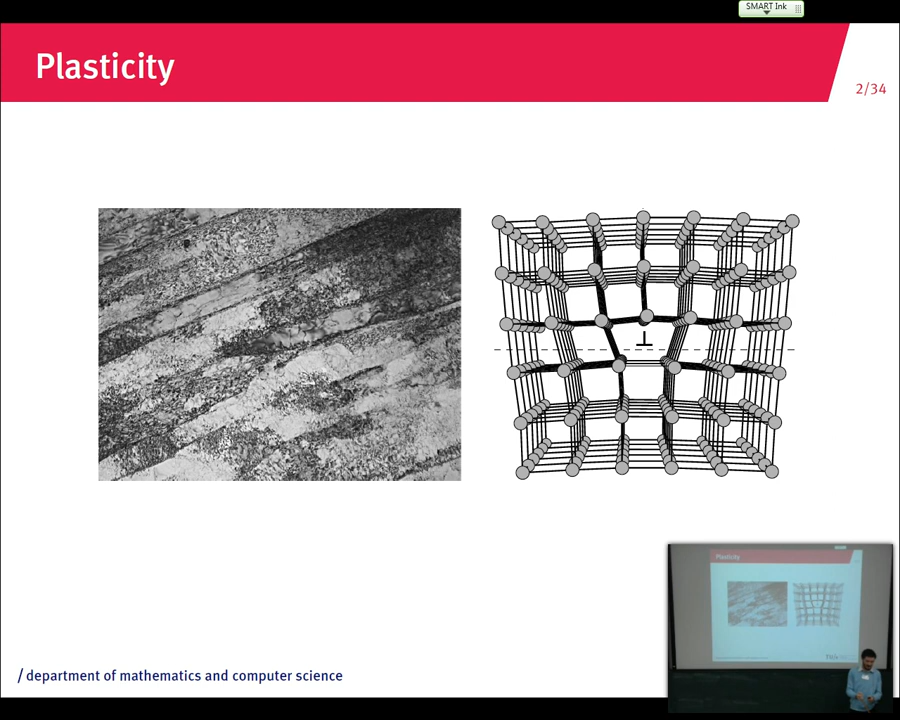 SMART Ink
Plasticity
2/34
⊥
/ department of mathematics and computer science
Plasticity